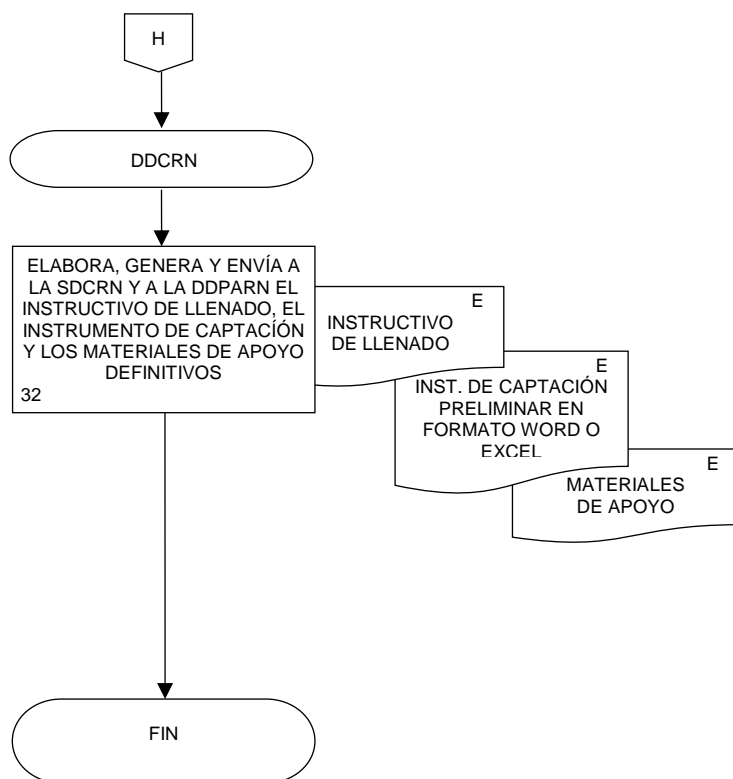 H
DDCRN
ELABORA, GENERA Y ENVÍA A
LA SDCRN Y A LA DDPARN EL
INSTRUCTIVO DE LLENADO, EL
INSTRUMENTO DE CAPTACÍÓN
Y LOS MATERIALES DE APOYO
DEFINITIVOS
32
E
INSTRUCTIVO
DE LLENADO
E
INST. DE CAPTACIÓN
PRELIMINAR EN
FORMATO WORD O
EXCEL
E
MATERIALES
DE APOYO
FIN